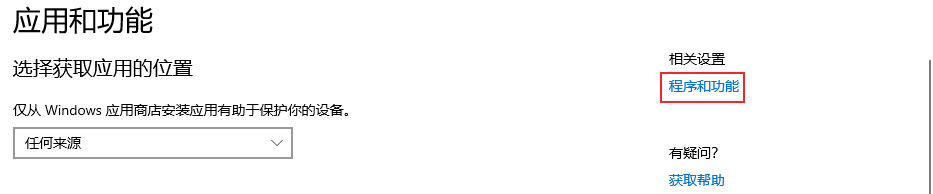 应用和功能
选择获取应用的位置
仅从 Windows 应用商店安装应用有助于保护你的设备。
任何来源
相关设置
程序和功能
有疑问？
获取帮助